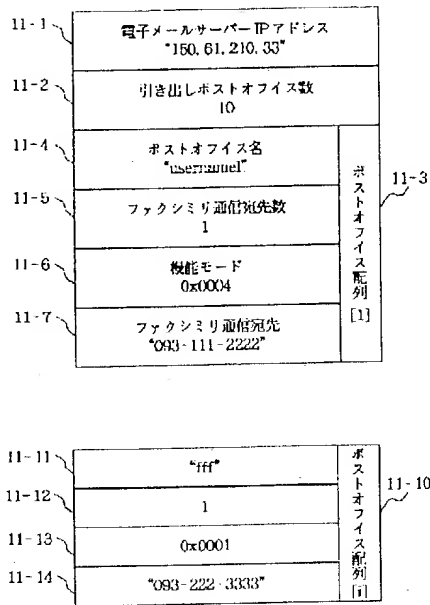 11-1
電子メールサーバーIPアドレス
"150.61.210.33"
11-2
引き出しポストオフィス数
10
11-4
ポストオフィス名
"username1"
11-5
ファクシミリ通信宛先数
1
11-6
機能モード
0x0004
11-7
ファクシミリ通信宛先
"093-111-2222"
ポストオフィス配列[1]
11-3
11-11
"fff"
11-12
1
11-13
0x0001
11-14
"093-222-3333"
ポストオフィス配列[i]
11-10